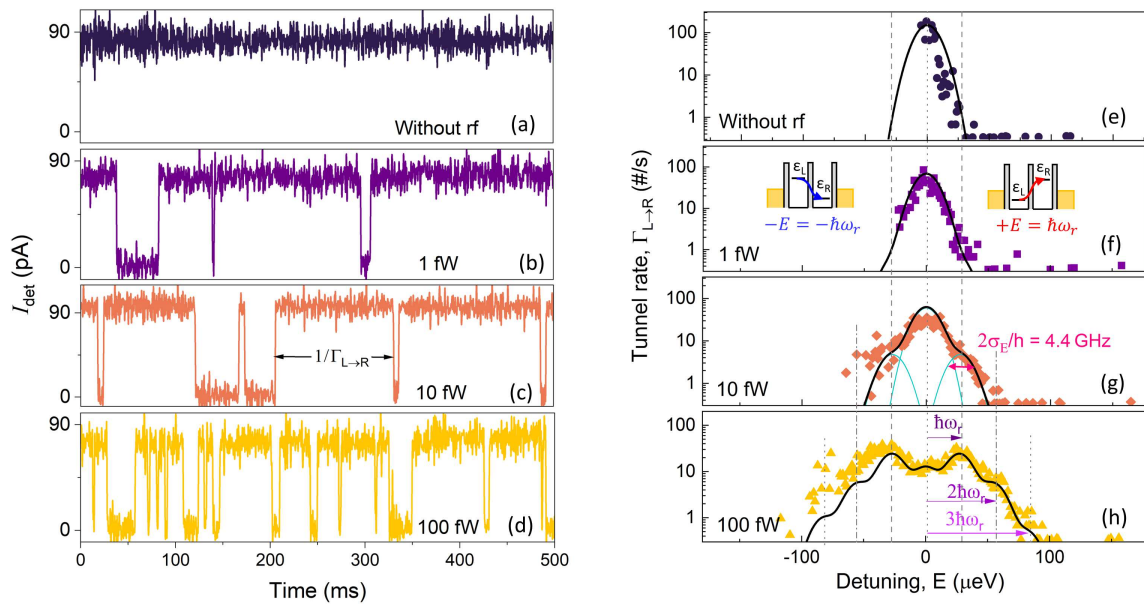 90
0
Without rf
(a)
90
0
1 fW
(b)
90
0
1/Γ_{L→R}
10 fW
(c)
90
0
100 fW
(d)
0
100
200
300
400
500
Time (ms)
I_det (pA)
100
10
1
Without rf
(e)
100
10
1
ε_L
ε_R
−E = −ħω_r
ε_L
ε_R
+E = ħω_r
1 fW
(f)
100
10
1
2σ_E/h = 4.4 GHz
10 fW
(g)
100
10
1
ħω_r
2ħω_r
3ħω_r
100 fW
(h)
-100
0
100
Detuning, E (μeV)
Tunnel rate, Γ_{L→R} (#/s)